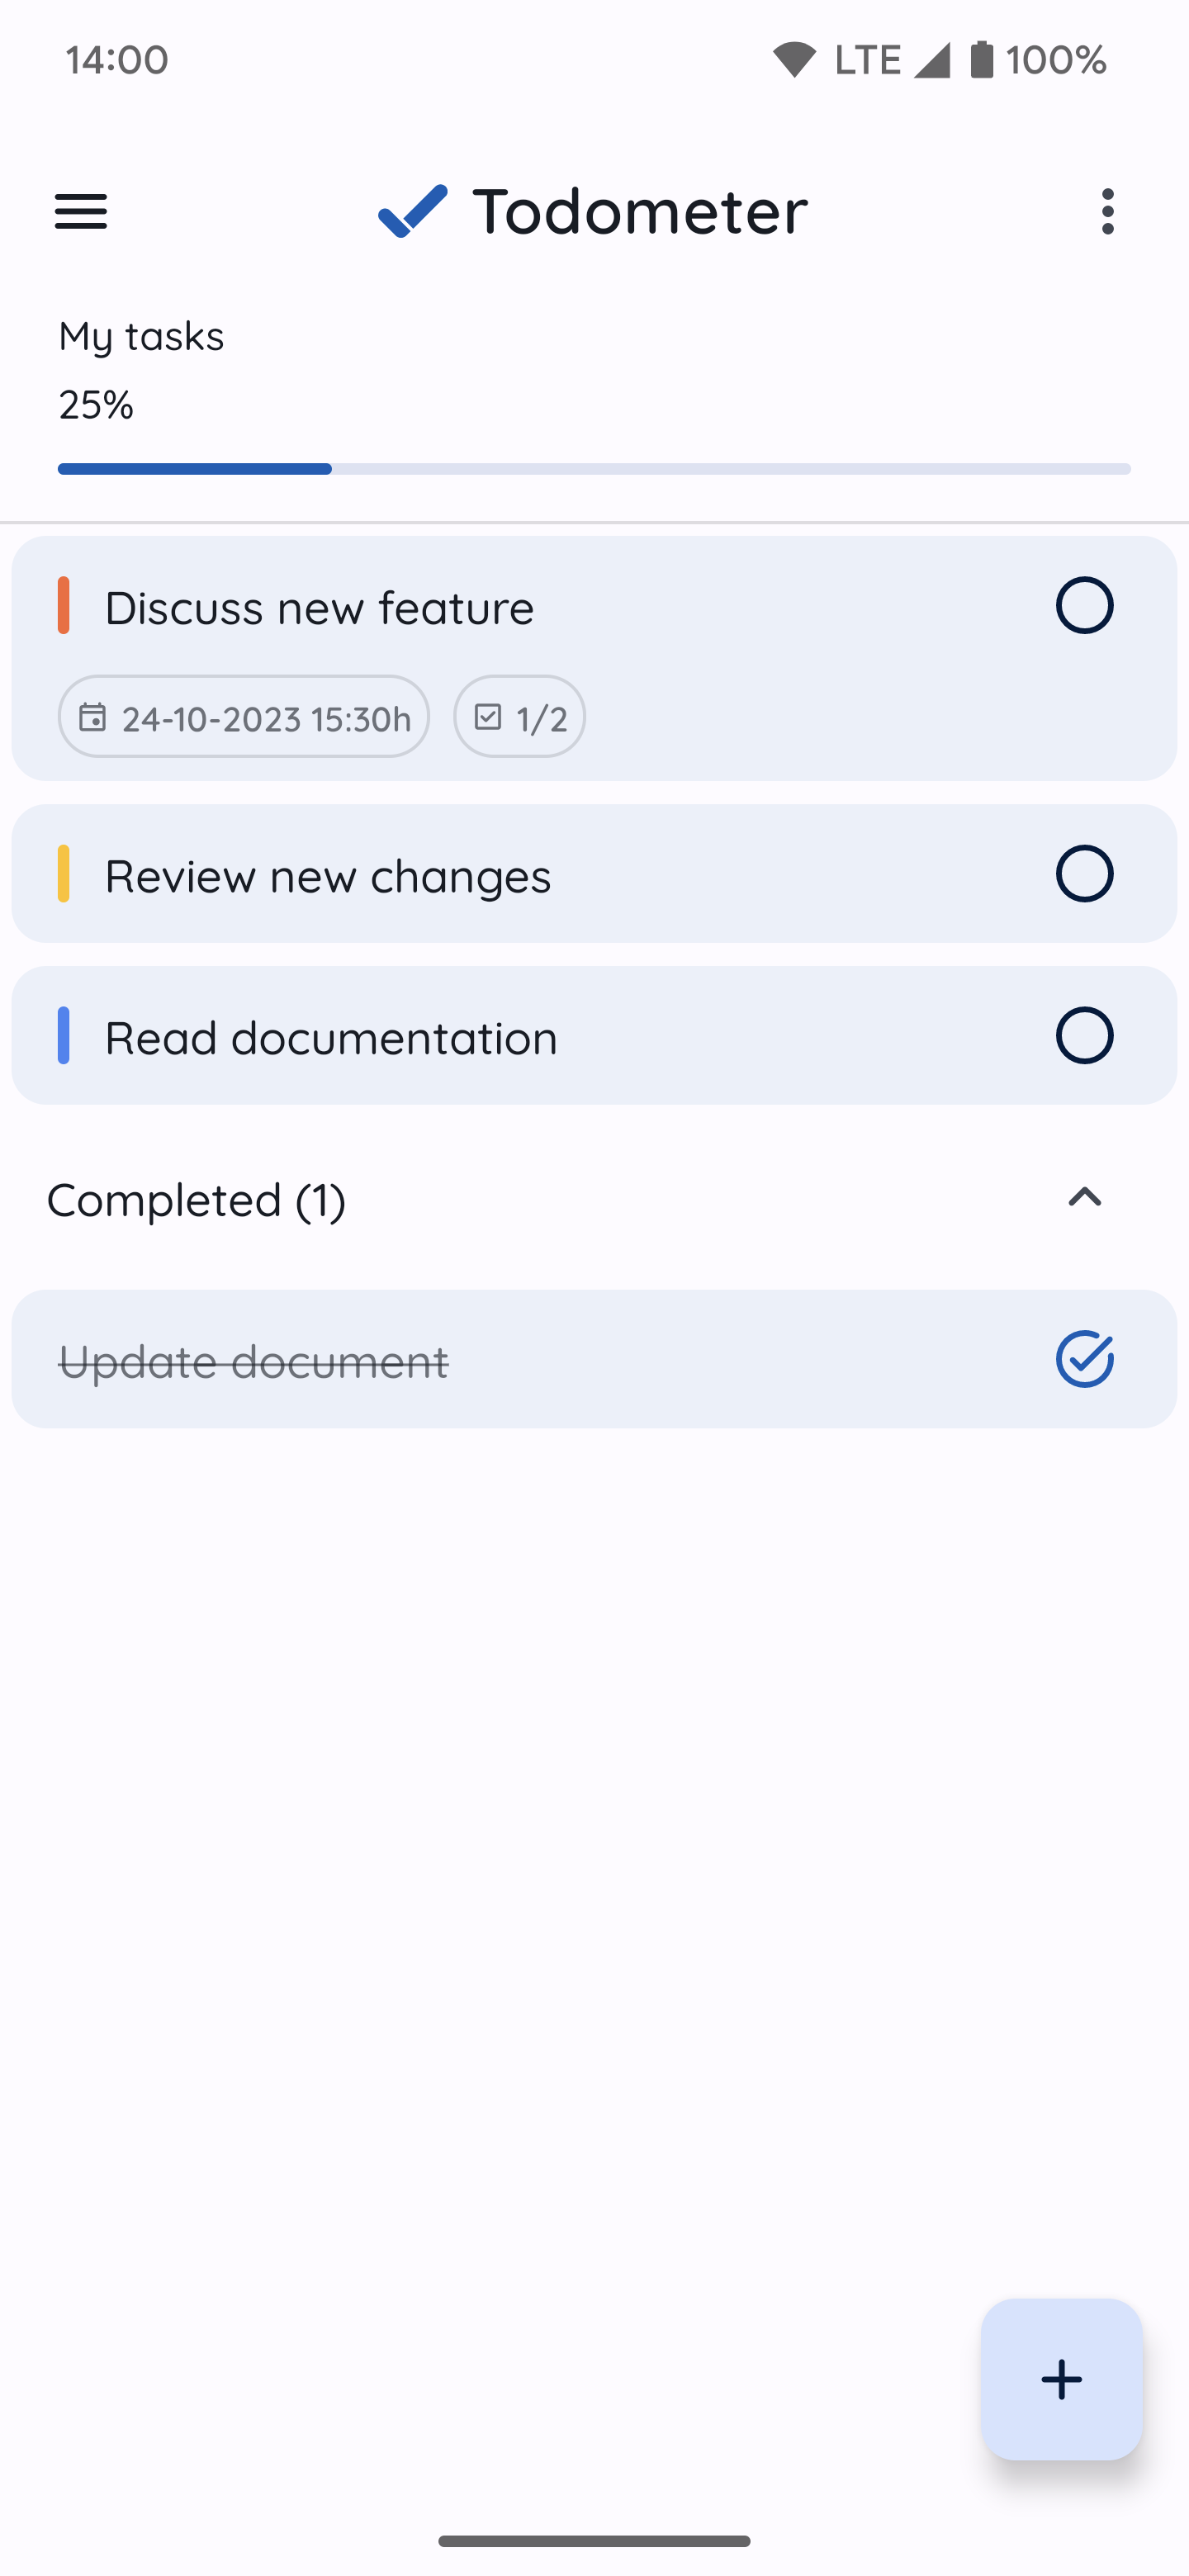 14:00 LTE 100%
Todometer
My tasks
25%
Discuss new feature
24-10-2023 15:30h 1/2
Review new changes
Read documentation
Completed (1)
Update document